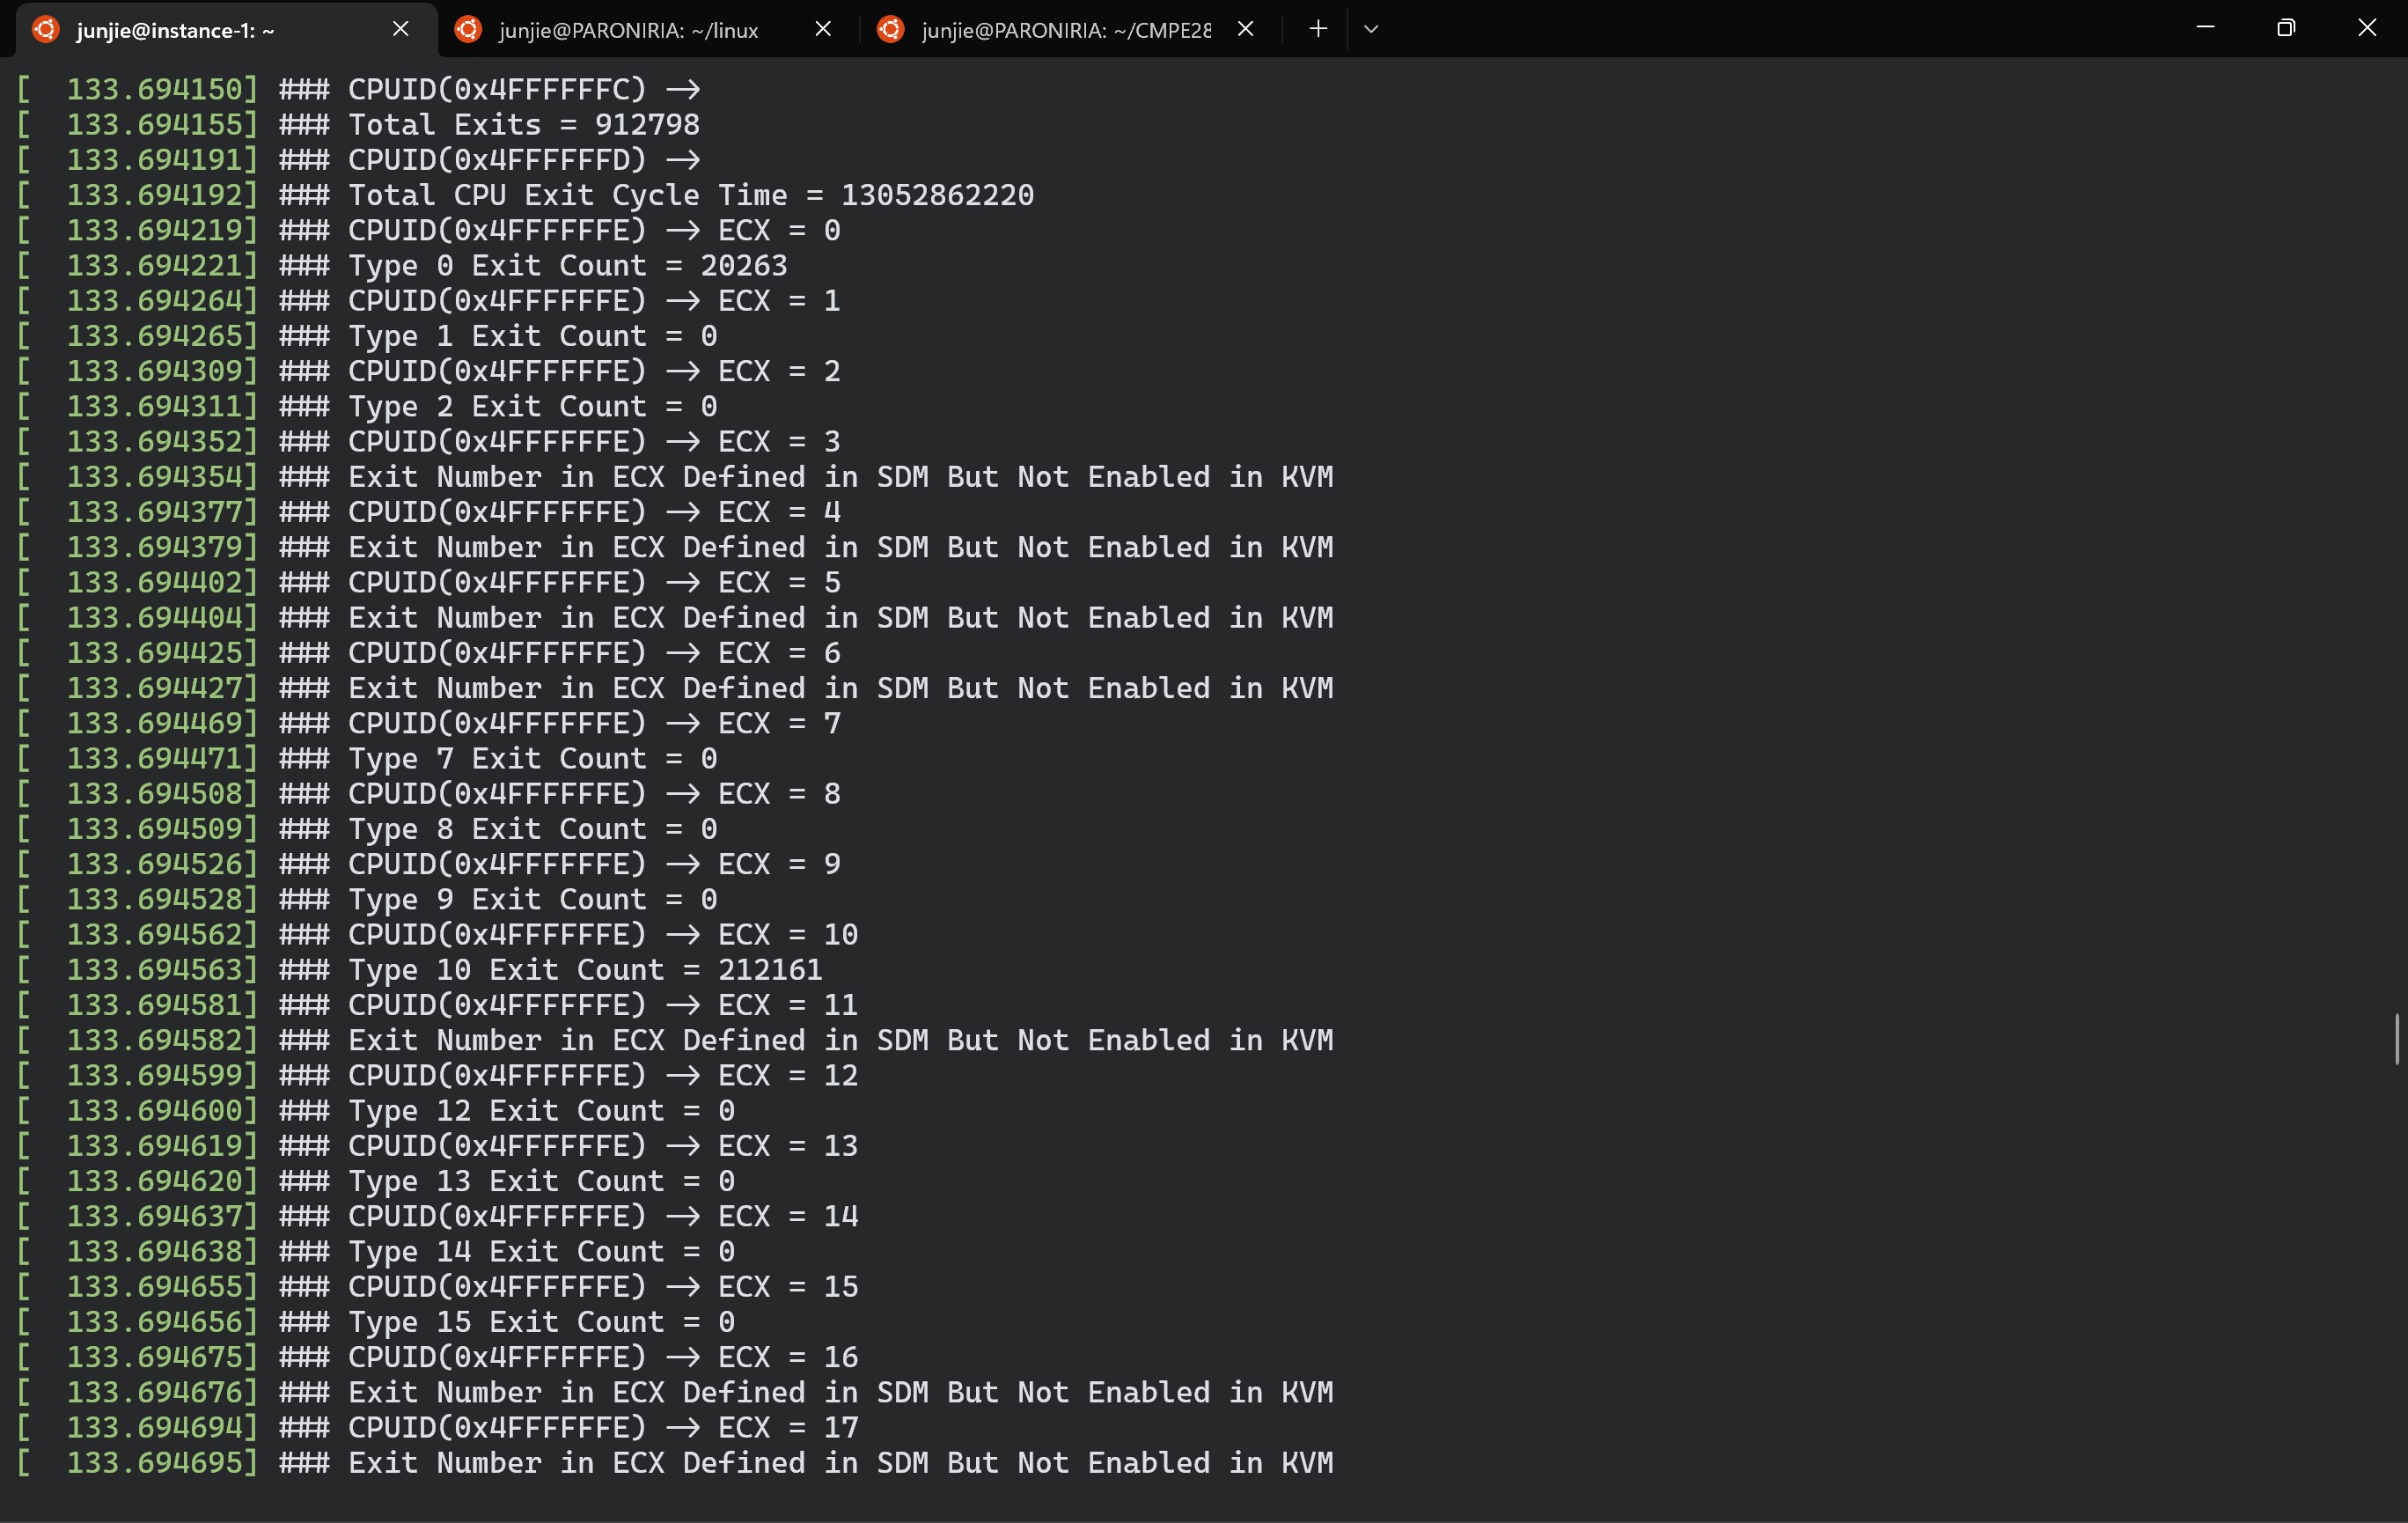 junjie@instance-1: ~
junjie@PARONIRIA: ~/linux
junjie@PARONIRIA: ~/CMPE28
[  133.694150] ### CPUID(0x4FFFFFFC) -->
[  133.694155] ### Total Exits = 912798
[  133.694191] ### CPUID(0x4FFFFFFD) -->
[  133.694192] ### Total CPU Exit Cycle Time = 13052862220
[  133.694219] ### CPUID(0x4FFFFFFE) --> ECX = 0
[  133.694221] ### Type 0 Exit Count = 20263
[  133.694264] ### CPUID(0x4FFFFFFE) --> ECX = 1
[  133.694265] ### Type 1 Exit Count = 0
[  133.694309] ### CPUID(0x4FFFFFFE) --> ECX = 2
[  133.694311] ### Type 2 Exit Count = 0
[  133.694352] ### CPUID(0x4FFFFFFE) --> ECX = 3
[  133.694354] ### Exit Number in ECX Defined in SDM But Not Enabled in KVM
[  133.694377] ### CPUID(0x4FFFFFFE) --> ECX = 4
[  133.694379] ### Exit Number in ECX Defined in SDM But Not Enabled in KVM
[  133.694402] ### CPUID(0x4FFFFFFE) --> ECX = 5
[  133.694404] ### Exit Number in ECX Defined in SDM But Not Enabled in KVM
[  133.694425] ### CPUID(0x4FFFFFFE) --> ECX = 6
[  133.694427] ### Exit Number in ECX Defined in SDM But Not Enabled in KVM
[  133.694469] ### CPUID(0x4FFFFFFE) --> ECX = 7
[  133.694471] ### Type 7 Exit Count = 0
[  133.694508] ### CPUID(0x4FFFFFFE) --> ECX = 8
[  133.694509] ### Type 8 Exit Count = 0
[  133.694526] ### CPUID(0x4FFFFFFE) --> ECX = 9
[  133.694528] ### Type 9 Exit Count = 0
[  133.694562] ### CPUID(0x4FFFFFFE) --> ECX = 10
[  133.694563] ### Type 10 Exit Count = 212161
[  133.694581] ### CPUID(0x4FFFFFFE) --> ECX = 11
[  133.694582] ### Exit Number in ECX Defined in SDM But Not Enabled in KVM
[  133.694599] ### CPUID(0x4FFFFFFE) --> ECX = 12
[  133.694600] ### Type 12 Exit Count = 0
[  133.694619] ### CPUID(0x4FFFFFFE) --> ECX = 13
[  133.694620] ### Type 13 Exit Count = 0
[  133.694637] ### CPUID(0x4FFFFFFE) --> ECX = 14
[  133.694638] ### Type 14 Exit Count = 0
[  133.694655] ### CPUID(0x4FFFFFFE) --> ECX = 15
[  133.694656] ### Type 15 Exit Count = 0
[  133.694675] ### CPUID(0x4FFFFFFE) --> ECX = 16
[  133.694676] ### Exit Number in ECX Defined in SDM But Not Enabled in KVM
[  133.694694] ### CPUID(0x4FFFFFFE) --> ECX = 17
[  133.694695] ### Exit Number in ECX Defined in SDM But Not Enabled in KVM